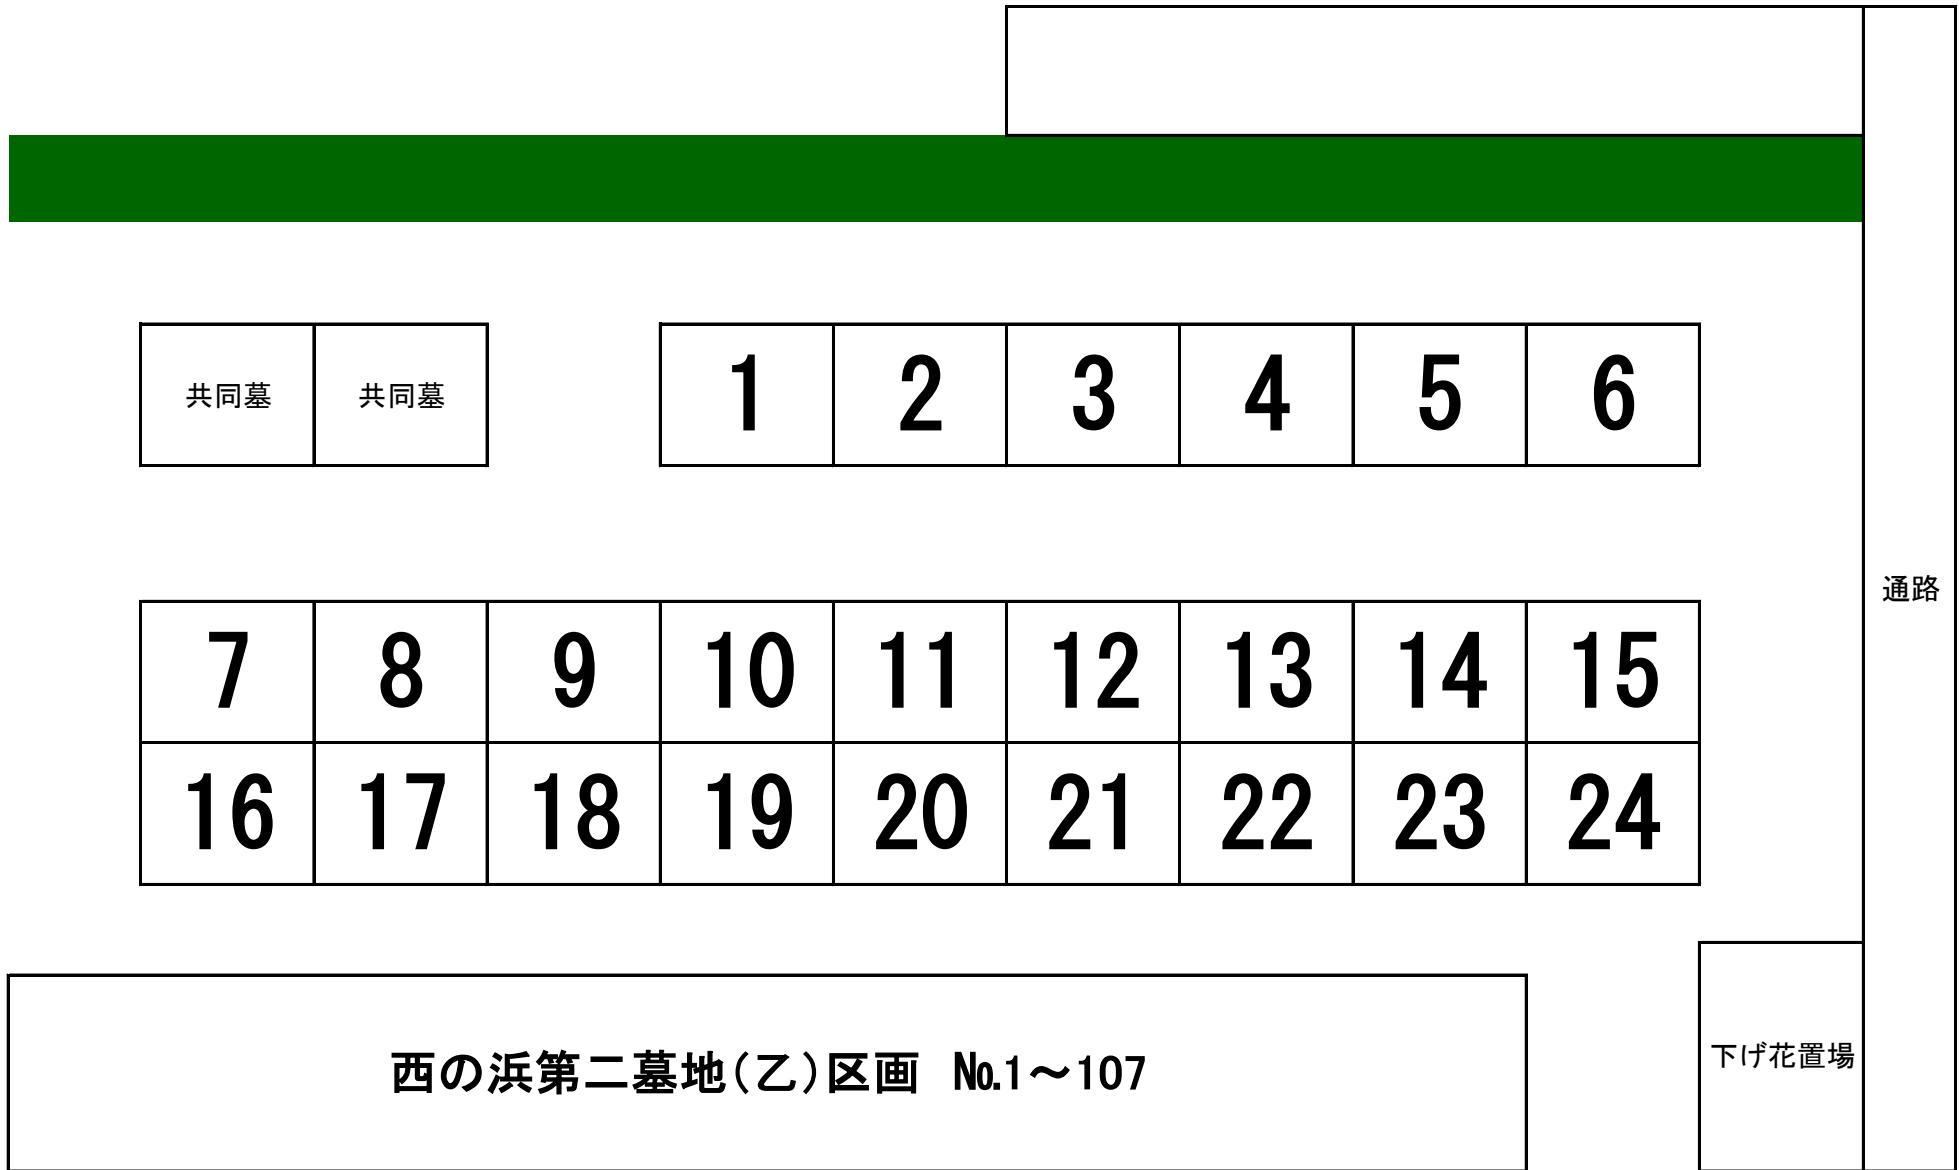 共同墓 共同墓 1 2 3 4 5 6
通路
7 8 9 10 11 12 13 14 15
16 17 18 19 20 21 22 23 24
下げ花置場
西の浜第二墓地(乙)区画 №1～107